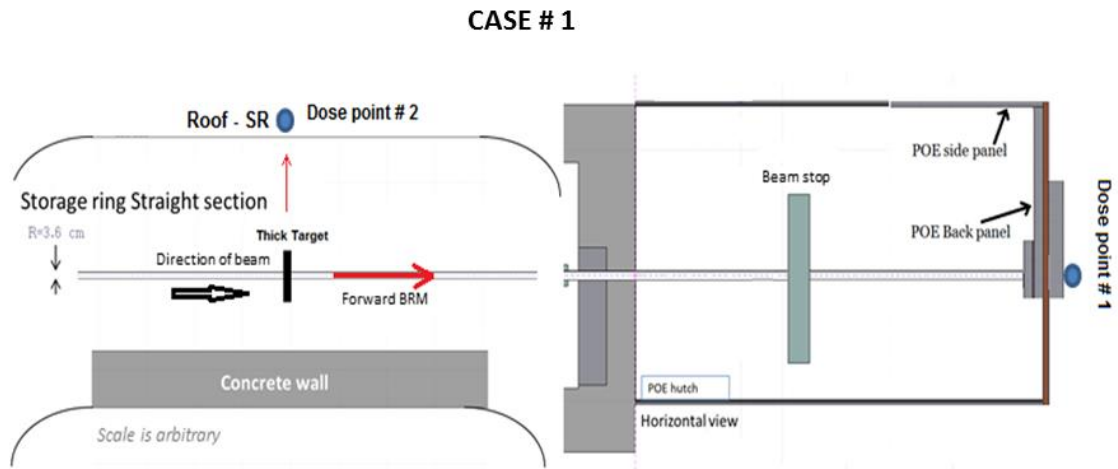 CASE # 1
Roof - SR
Dose point # 2
Storage ring Straight section
R=3.6 cm
Thick Target
Direction of beam
Forward BRM
Concrete wall
Scale is arbitrary
POE side panel
Beam stop
POE Back panel
Dose point # 1
POE hutch
Horizontal view